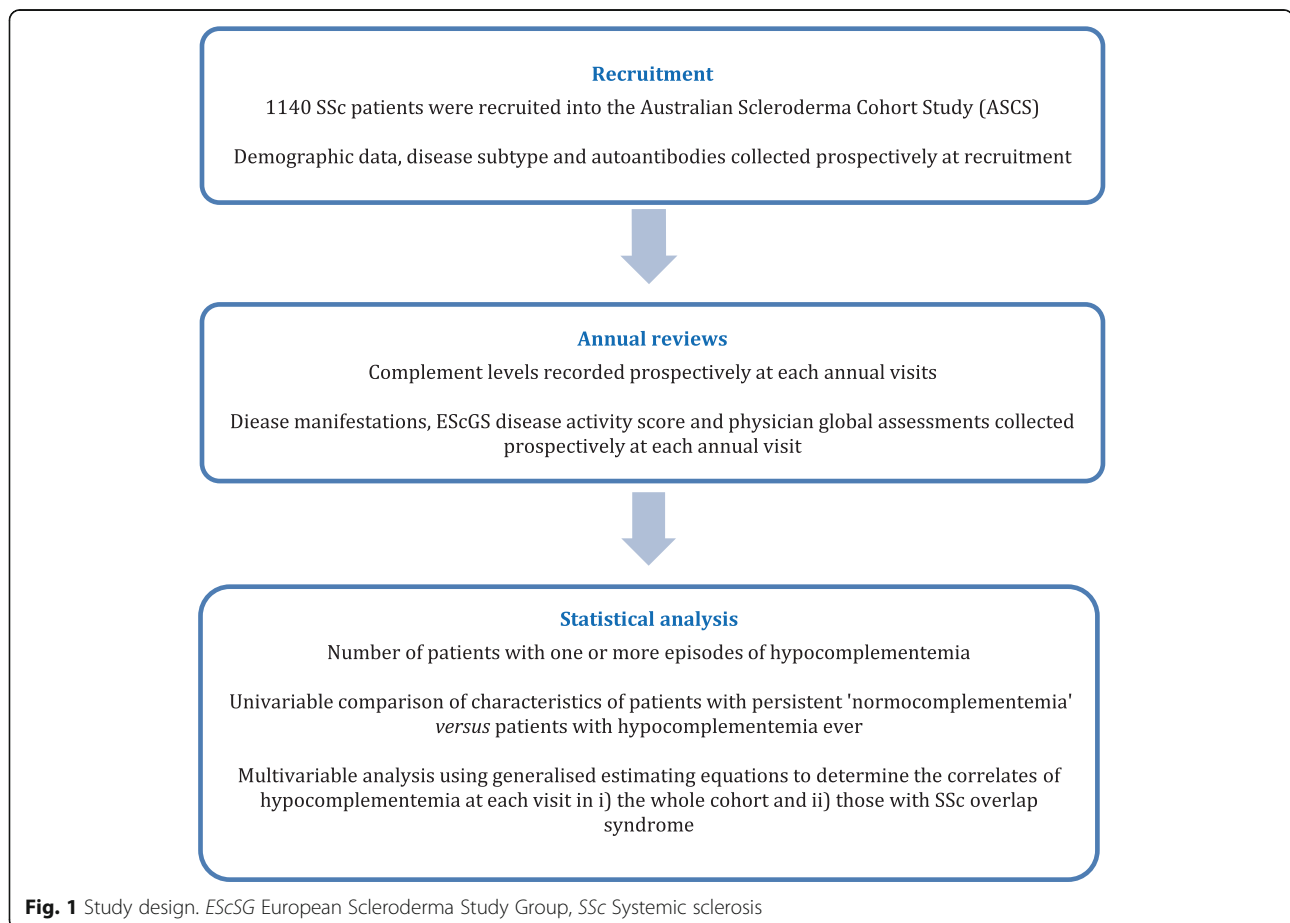 Recruitment
1140 SSc patients were recruited into the Australian Scleroderma Cohort Study (ASCS)
Demographic data, disease subtype and autoantibodies collected prospectively at recruitment
Annual reviews
Complement levels recorded prospectively at each annual visits
Diease manifestations, EScGS disease activity score and physician global assessments collected
prospectively at each annual visit
Statistical analysis
Number of patients with one or more episodes of hypocomplementemia
Univariable comparison of characteristics of patients with persistent 'normocomplementemia'
versus patients with hypocomplementemia ever
Multivariable analysis using generalised estimating equations to determine the correlates of
hypocomplementemia at each visit in i) the whole cohort and ii) those with SSc overlap
syndrome
Fig. 1 Study design. EScSG European Scleroderma Study Group, SSc Systemic sclerosis